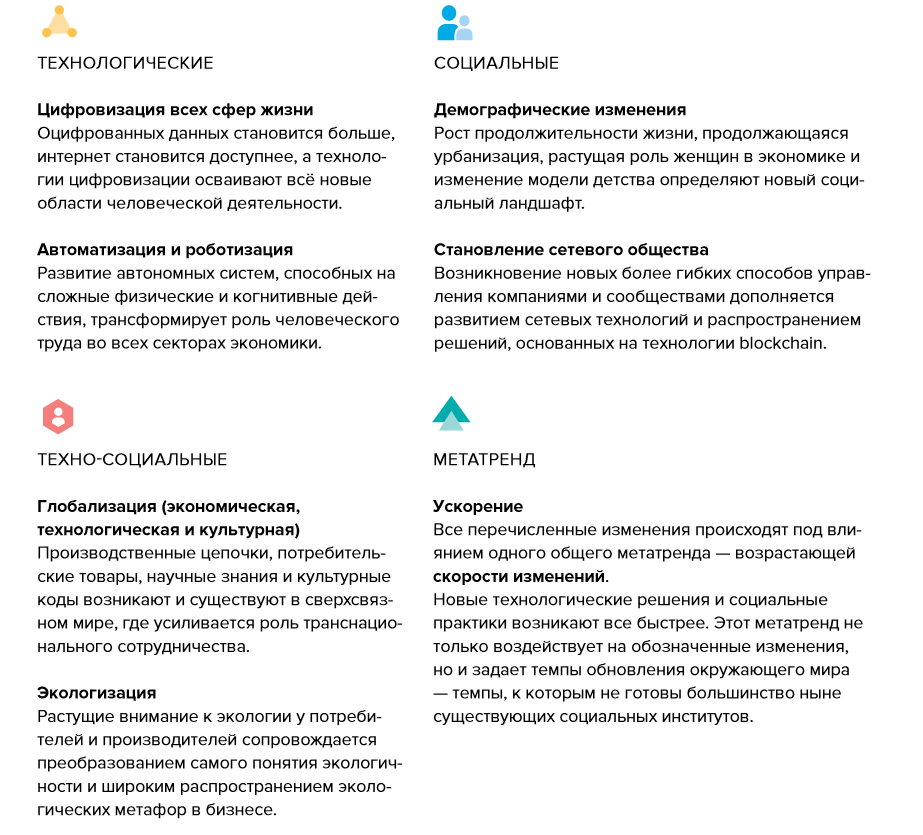 ТЕХНОЛОГИЧЕСКИЕ
Цифровизация всех сфер жизни
Оцифрованных данных становится больше,
интернет становится доступнее, а техноло-
гии цифровизации осваивают всё новые
области человеческой деятельности.
Автоматизация и роботизация
Развитие автономных систем, способных на
сложные физические и когнитивные дей-
ствия, трансформирует роль человеческого
труда во всех секторах экономики.
СОЦИАЛЬНЫЕ
Демографические изменения
Рост продолжительности жизни, продолжающаяся
урбанизация, растущая роль женщин в экономике и
изменение модели детства определяют новый соци-
альный ландшафт.
Становление сетевого общества
Возникновение новых более гибких способов управ-
ления компаниями и сообществами дополняется
развитием сетевых технологий и распространением
решений, основанных на технологии blockchain.
ТЕХНО-СОЦИАЛЬНЫЕ
Глобализация (экономическая,
технологическая и культурная)
Производственные цепочки, потребитель-
ские товары, научные знания и культурные
коды возникают и существуют в сверхсвяз-
ном мире, где усиливается роль транснацио-
нального сотрудничества.
Экологизация
Растущие внимание к экологии у потреби-
телей и производителей сопровождается
преобразованием самого понятия экологич-
ности и широким распространением эколо-
гических метафор в бизнесе.
МЕТАТРЕНД
Ускорение
Все перечисленные изменения происходят под вли-
янием одного общего метатренда — возрастающей
скорости изменений.
Новые технологические решения и социальные
практики возникают все быстрее. Этот метатренд не
только воздействует на обозначенные изменения,
но и задает темпы обновления окружающего мира
— темпы, к которым не готовы большинство ныне
существующих социальных институтов.